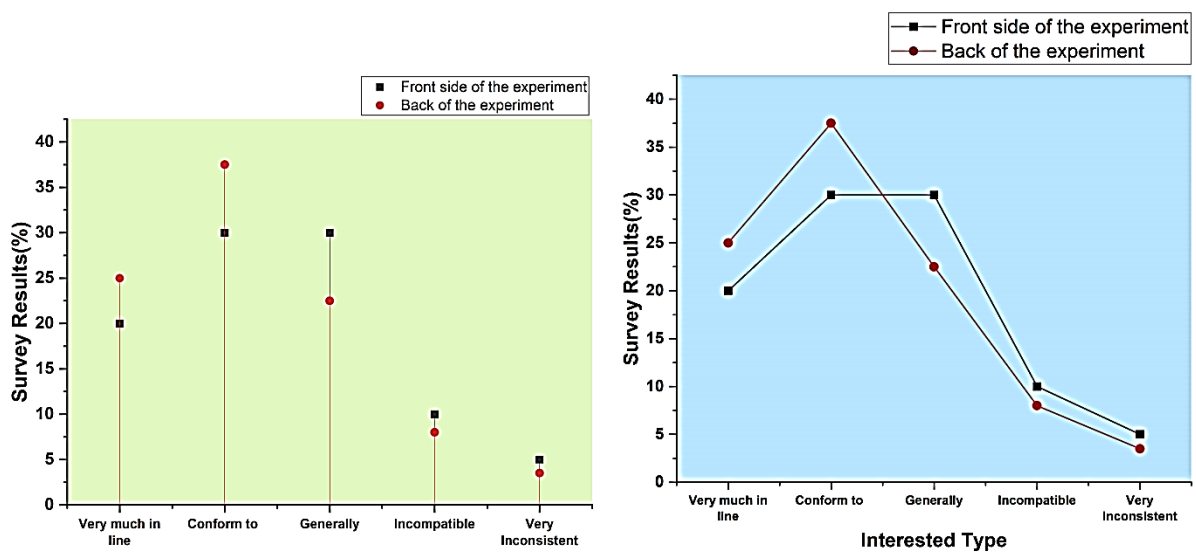 Front side of the experiment
Back of the experiment
Survey Results(%)
40
35
30
25
20
15
10
5
0
Very much in
line
Conform to
Generally
Incompatible
Very
Inconsistent
Front side of the experiment
Back of the experiment
Survey Results(%)
40
35
30
25
20
15
10
5
0
Very much in
line
Conform to
Generally
Incompatible
Very
Inconsistent
Interested Type